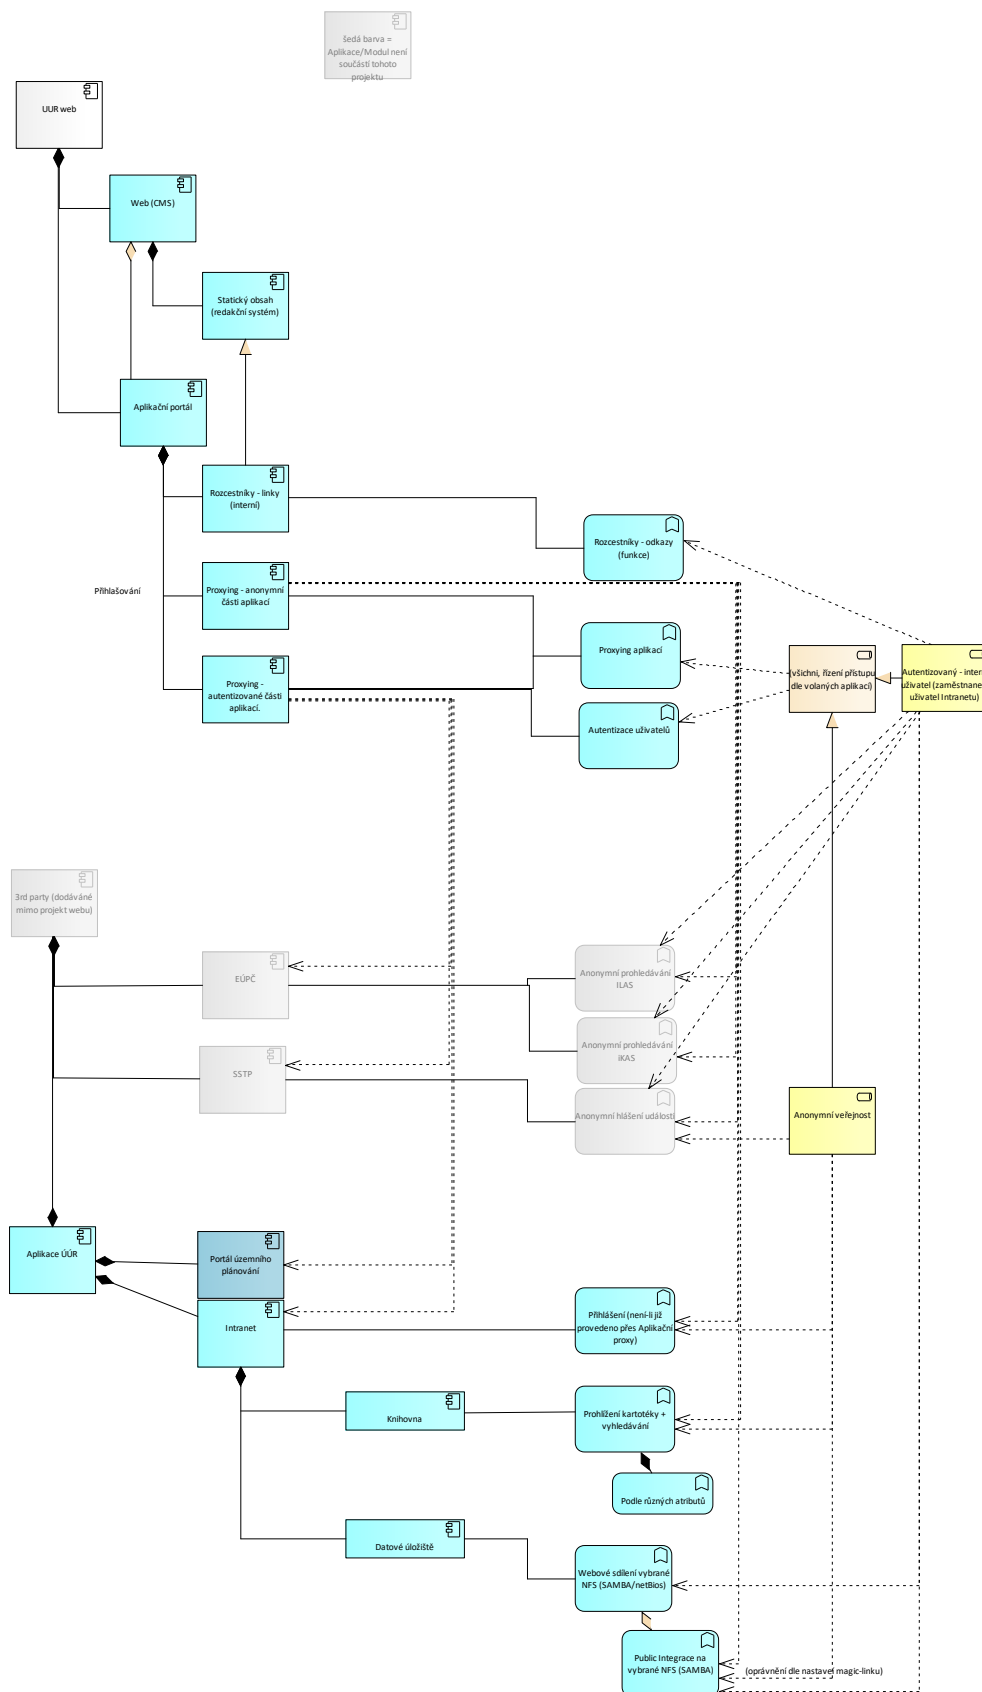 šedá barva =
Aplikace/Modul není
součástí tohoto
projektu
UUR web
Web (CMS)
Statický obsah
(redakční systém)
Aplikační portál
Rozcestníky - linky
(interní)
Rozcestníky - odkazy
(funkce)
Přihlašování
Proxying - anonymní
části aplikací
Proxying aplikací
Proxying -
autentizované části
aplikací.
(všichni, řízení přístupu
dle volaných aplikací)
Autentizovaný -
uživatel
uživatel Intranetu)
Autentizace uživatelů
3rd party (dodáváné
mimo projekt webu)
EÚPČ
Anonymní prohledávání
ILAS
Anonymní prohledávání
iKAS
SSTP
Anonymní hlášení události
Anonymní veřejnost
Aplikace ÚÚR
Portál územního
plánování
Intranet
Přihlášení (není-li již
provedeno přes Aplikační
proxy)
Knihovna
Prohlížení kartotéky +
vyhledávání
Podle různých atributů
Datové úložiště
Webové sdílení vybrané
NFS (SAMBA/netBios)
Public Integrace na
vybrané NFS (SAMBA)
(oprávnění dle nastavení magic-linku)